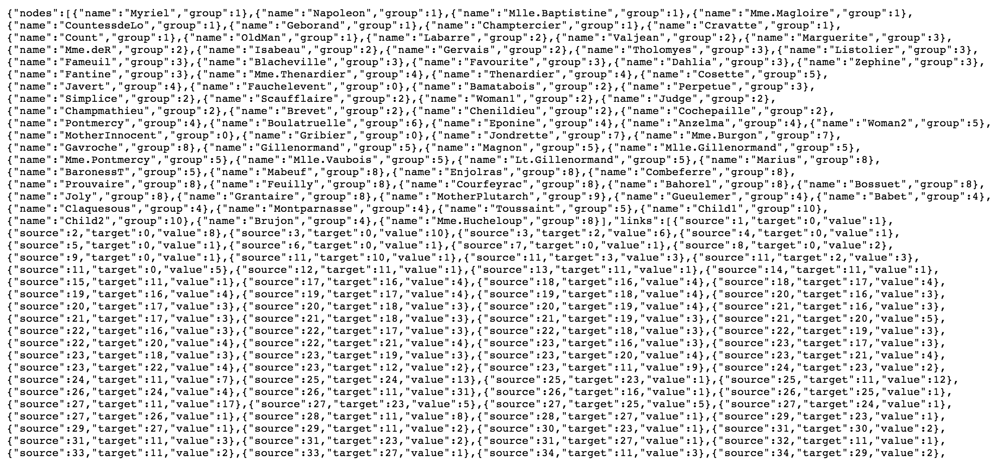 {"nodes":[{"name":"Myriel","group":1},{"name":"Napoleon","group":1},{"name":"Mlle.Baptistine","group":1},{"name":"Mme.Magloire","group":1},
{"name":"CountessdeLo","group":1},{"name":"Geborand","group":1},{"name":"Champtercier","group":1},{"name":"Cravatte","group":1},
{"name":"Count","group":1},{"name":"OldMan","group":1},{"name":"Labarre","group":2},{"name":"Valjean","group":2},{"name":"Marguerite","group":3},
{"name":"Mme.deR","group":2},{"name":"Isabeau","group":2},{"name":"Gervais","group":2},{"name":"Tholomyes","group":3},{"name":"Listolier","group":3},
{"name":"Fameuil","group":3},{"name":"Blacheville","group":3},{"name":"Favourite","group":3},{"name":"Dahlia","group":3},{"name":"Zephine","group":3},
{"name":"Fantine","group":3},{"name":"Mme.Thenardier","group":4},{"name":"Thenardier","group":4},{"name":"Cosette","group":5},
{"name":"Javert","group":4},{"name":"Fauchelevent","group":0},{"name":"Bamatabois","group":2},{"name":"Perpetue","group":3},
{"name":"Simplice","group":2},{"name":"Scaufflaire","group":2},{"name":"Woman1","group":2},{"name":"Judge","group":2},
{"name":"Champmathieu","group":2},{"name":"Brevet","group":2},{"name":"Chenildieu","group":2},{"name":"Cochepaille","group":2},
{"name":"Pontmercy","group":4},{"name":"Boulatruelle","group":6},{"name":"Eponine","group":4},{"name":"Anzelma","group":4},{"name":"Woman2","group":5},
{"name":"MotherInnocent","group":0},{"name":"Gribier","group":0},{"name":"Jondrette","group":7},{"name":"Mme.Burgon","group":7},
{"name":"Gavroche","group":8},{"name":"Gillenormand","group":5},{"name":"Magnon","group":5},{"name":"Mlle.Gillenormand","group":5},
{"name":"Mme.Pontmercy","group":5},{"name":"Mlle.Vaubois","group":5},{"name":"Lt.Gillenormand","group":5},{"name":"Marius","group":8},
{"name":"BaronessT","group":5},{"name":"Mabeuf","group":8},{"name":"Enjolras","group":8},{"name":"Combeferre","group":8},
{"name":"Prouvaire","group":8},{"name":"Feuilly","group":8},{"name":"Courfeyrac","group":8},{"name":"Bahorel","group":8},{"name":"Bossuet","group":8},
{"name":"Joly","group":8},{"name":"Grantaire","group":8},{"name":"MotherPlutarch","group":9},{"name":"Gueulemer","group":4},{"name":"Babet","group":4},
{"name":"Claquesous","group":4},{"name":"Montparnasse","group":4},{"name":"Toussaint","group":5},{"name":"Child1","group":10},
{"name":"Child2","group":10},{"name":"Brujon","group":4},{"name":"Mme.Hucheloup","group":8}],"links":[{"source":1,"target":0,"value":1},
{"source":2,"target":0,"value":8},{"source":3,"target":0,"value":10},{"source":3,"target":2,"value":6},{"source":4,"target":0,"value":1},
{"source":5,"target":0,"value":1},{"source":6,"target":0,"value":1},{"source":7,"target":0,"value":1},{"source":8,"target":0,"value":2},
{"source":9,"target":0,"value":1},{"source":11,"target":10,"value":1},{"source":11,"target":3,"value":3},{"source":11,"target":2,"value":3},
{"source":11,"target":0,"value":5},{"source":12,"target":11,"value":1},{"source":13,"target":11,"value":1},{"source":14,"target":11,"value":1},
{"source":15,"target":11,"value":1},{"source":17,"target":16,"value":4},{"source":18,"target":16,"value":4},{"source":18,"target":17,"value":4},
{"source":19,"target":16,"value":4},{"source":19,"target":17,"value":4},{"source":19,"target":18,"value":4},{"source":20,"target":16,"value":3},
{"source":20,"target":17,"value":3},{"source":20,"target":18,"value":3},{"source":20,"target":19,"value":4},{"source":21,"target":16,"value":3},
{"source":21,"target":17,"value":3},{"source":21,"target":18,"value":3},{"source":21,"target":19,"value":3},{"source":21,"target":20,"value":5},
{"source":22,"target":16,"value":3},{"source":22,"target":17,"value":3},{"source":22,"target":18,"value":3},{"source":22,"target":19,"value":3},
{"source":22,"target":20,"value":4},{"source":22,"target":21,"value":4},{"source":23,"target":16,"value":3},{"source":23,"target":17,"value":3},
{"source":23,"target":18,"value":3},{"source":23,"target":19,"value":3},{"source":23,"target":20,"value":4},{"source":23,"target":21,"value":4},
{"source":23,"target":22,"value":4},{"source":23,"target":12,"value":2},{"source":23,"target":11,"value":9},{"source":24,"target":23,"value":2},
{"source":24,"target":11,"value":7},{"source":25,"target":24,"value":13},{"source":25,"target":23,"value":1},{"source":25,"target":11,"value":12},
{"source":26,"target":24,"value":4},{"source":26,"target":11,"value":31},{"source":26,"target":16,"value":1},{"source":26,"target":25,"value":1},
{"source":27,"target":11,"value":17},{"source":27,"target":23,"value":5},{"source":27,"target":25,"value":5},{"source":27,"target":24,"value":1},
{"source":27,"target":26,"value":1},{"source":28,"target":11,"value":8},{"source":28,"target":27,"value":1},{"source":29,"target":23,"value":1},
{"source":29,"target":27,"value":1},{"source":29,"target":11,"value":2},{"source":30,"target":23,"value":1},{"source":31,"target":30,"value":2},
{"source":31,"target":11,"value":3},{"source":31,"target":23,"value":2},{"source":31,"target":27,"value":1},{"source":32,"target":11,"value":1},
{"source":33,"target":11,"value":2},{"source":33,"target":27,"value":1},{"source":34,"target":11,"value":3},{"source":34,"target":29,"value":2},